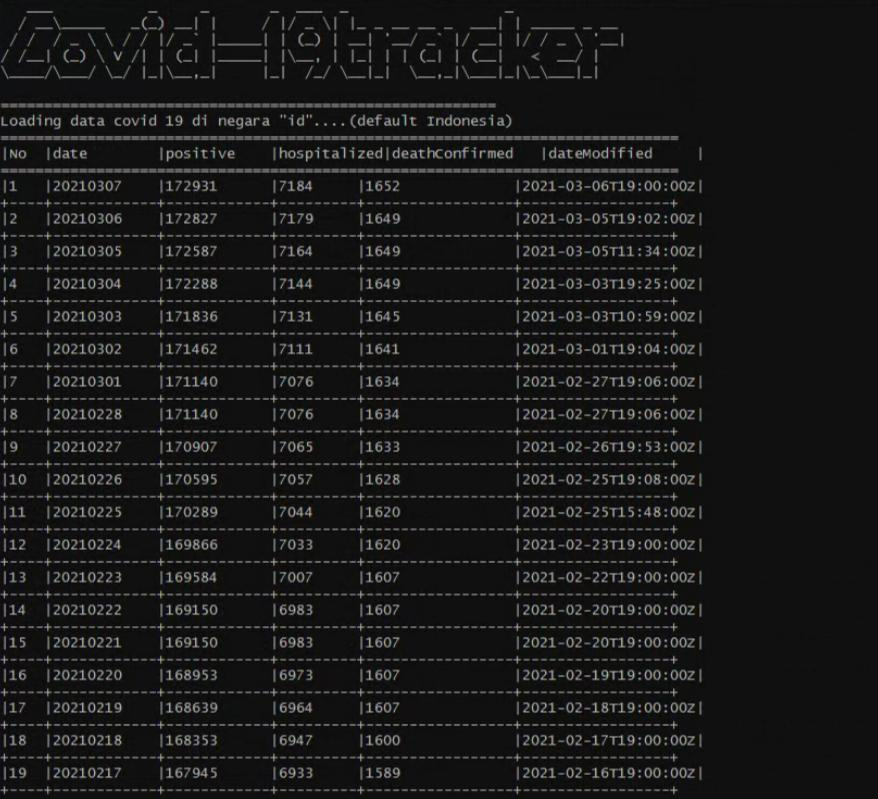 Covid-19tracker
Loading data covid 19 di negara "id"....(default Indonesia)
|No |date |positive |hospitalized|deathConfirmed |dateModified |
|1 |20210307 |172931 |7184 |1652 |2021-03-06T19:00:00Z|
|2 |20210306 |172827 |7179 |1649 |2021-03-05T19:02:00Z|
|3 |20210305 |172587 |7164 |1649 |2021-03-05T11:34:00Z|
|4 |20210304 |172288 |7144 |1649 |2021-03-03T19:25:00Z|
|5 |20210303 |171836 |7131 |1645 |2021-03-03T10:59:00Z|
|6 |20210302 |171462 |7111 |1641 |2021-03-01T19:04:00Z|
|7 |20210301 |171140 |7076 |1634 |2021-02-27T19:06:00Z|
|8 |20210228 |171140 |7076 |1634 |2021-02-27T19:06:00Z|
|9 |20210227 |170907 |7065 |1633 |2021-02-26T19:53:00Z|
|10 |20210226 |170595 |7057 |1628 |2021-02-25T19:08:00Z|
|11 |20210225 |170289 |7044 |1620 |2021-02-25T15:48:00Z|
|12 |20210224 |169866 |7033 |1620 |2021-02-23T19:00:00Z|
|13 |20210223 |169584 |7007 |1607 |2021-02-22T19:00:00Z|
|14 |20210222 |169150 |6983 |1607 |2021-02-20T19:00:00Z|
|15 |20210221 |169150 |6983 |1607 |2021-02-20T19:00:00Z|
|16 |20210220 |168953 |6973 |1607 |2021-02-19T19:00:00Z|
|17 |20210219 |168639 |6964 |1607 |2021-02-18T19:00:00Z|
|18 |20210218 |168353 |6947 |1600 |2021-02-17T19:00:00Z|
|19 |20210217 |167945 |6933 |1589 |2021-02-16T19:00:00Z|